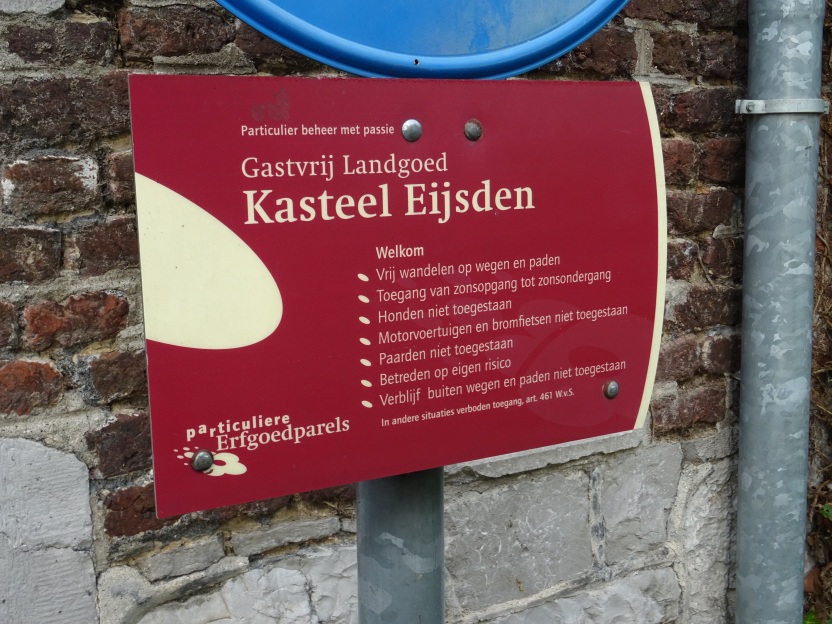 Particulier beheer met passie
Gastvrij Landgoed
Kasteel Eijsden
Welkom
Vrij wandelen op wegen en paden
Toegang van zonsopgang tot zonsondergang
Honden niet toegestaan
Motorvoertuigen en bromfietsen niet toegestaan
Paarden niet toegestaan
Betreden op eigen risico
Verblijf buiten wegen en paden niet toegestaan
In andere situaties verboden toegang, art. 461 W.v.S.
particuliere
Erfgoedparels